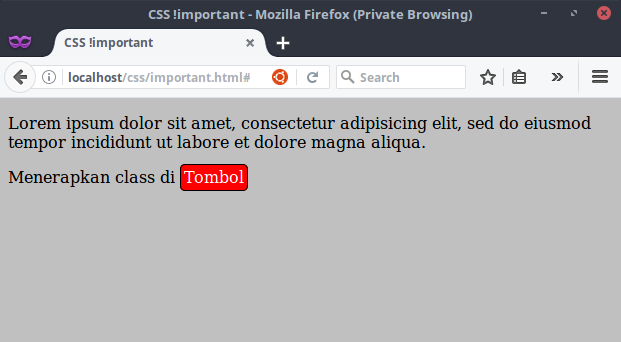 CSS !important - Mozilla Firefox (Private Browsing)
CSS !important
localhost/css/important.html#
Search
Lorem ipsum dolor sit amet, consectetur adipisicing elit, sed do eiusmod
tempor incididunt ut labore et dolore magna aliqua.
Menerapkan class di Tombol